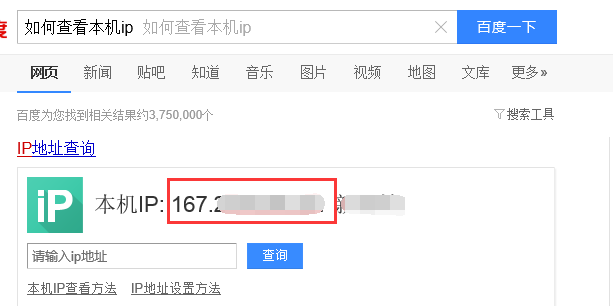 度
如何查看本机ip 如何查看本机ip 百度一下
网页 新闻 贴吧 知道 音乐 图片 视频 地图 文库 更多»
百度为您找到相关结果约3,750,000个 搜索工具
IP地址查询
iP 本机IP: 167.2
请输入ip地址 查询
本机IP查看方法 IP地址设置方法